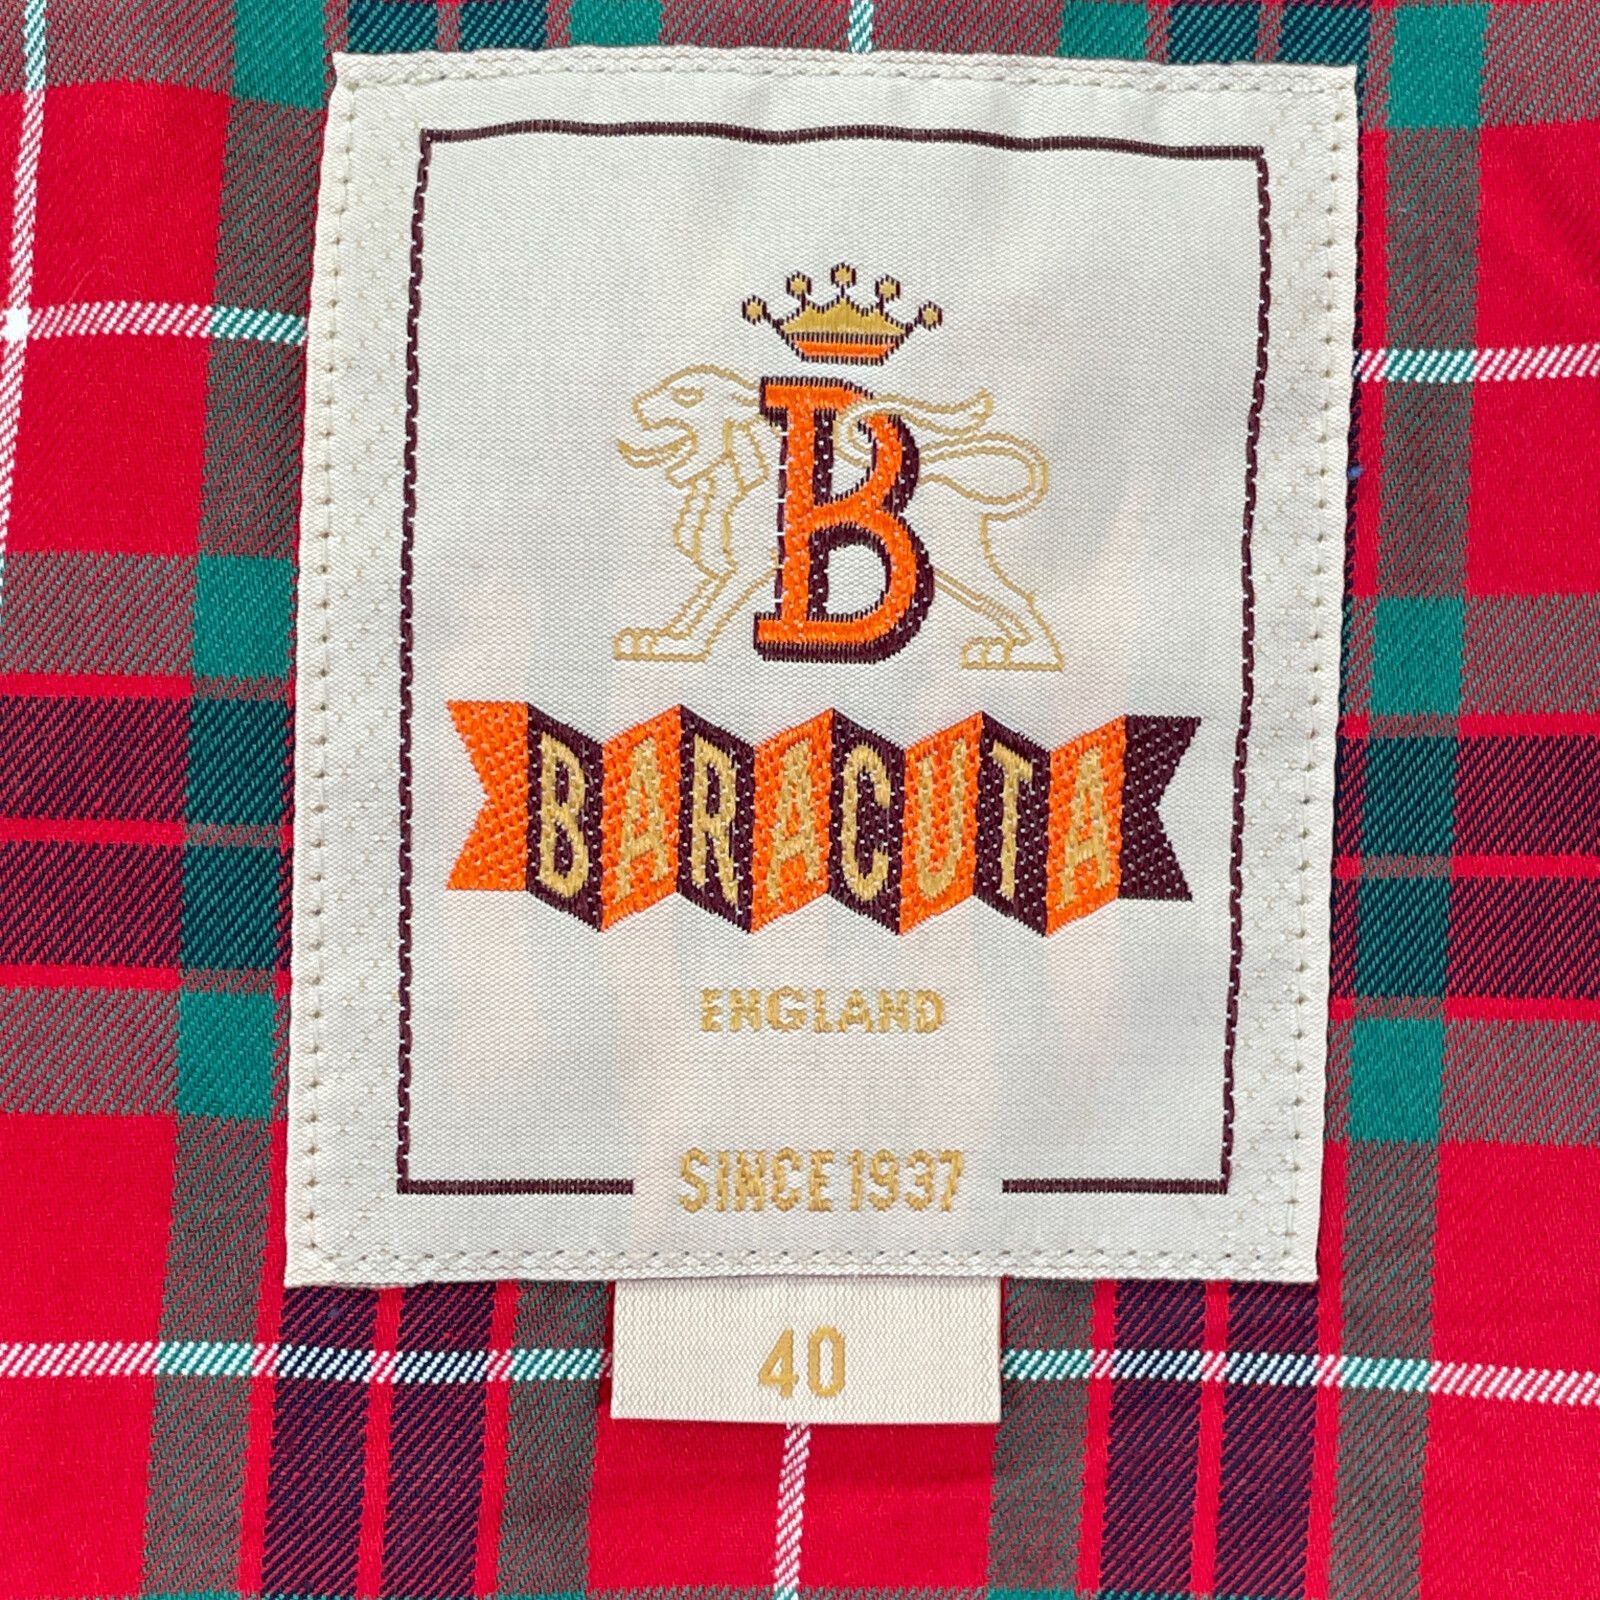 B
BARACUTA
ENGLAND
SINCE 1937
40